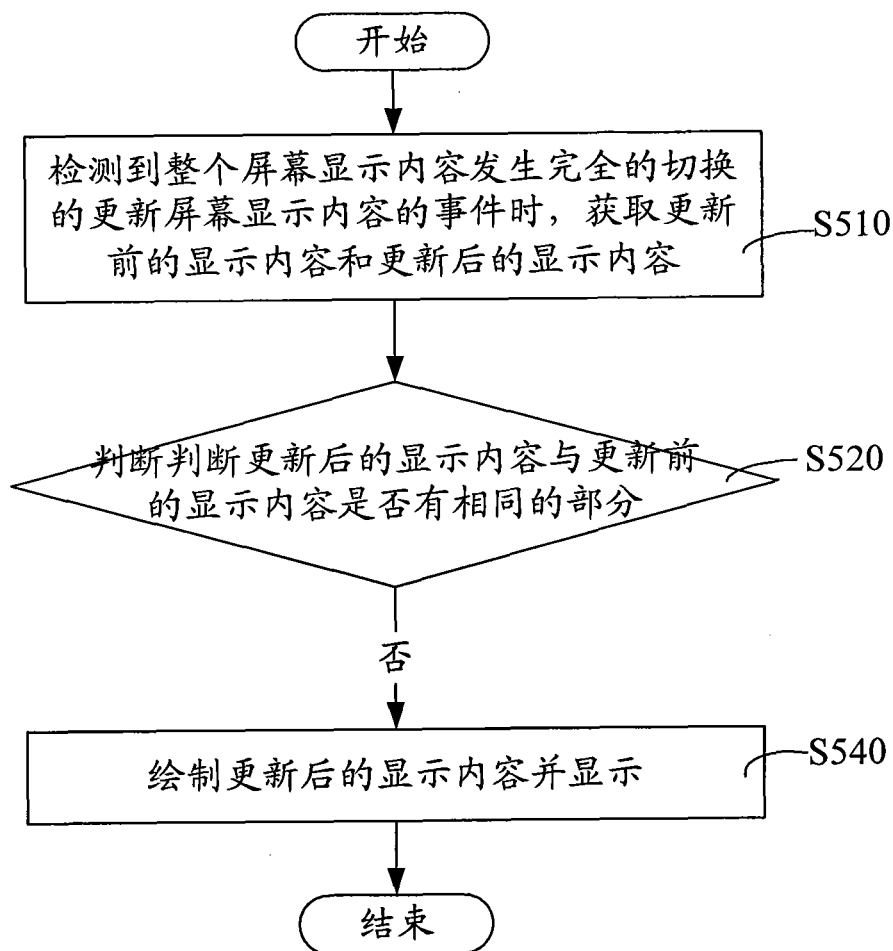 开始
检测到整个屏幕显示内容发生完全的切换
的更新屏幕显示内容的事件时，获取更新
前的显示内容和更新后的显示内容
S510
判断判断更新后的显示内容与更新前
的显示内容是否有相同的部分
S520
否
绘制更新后的显示内容并显示
S540
结束